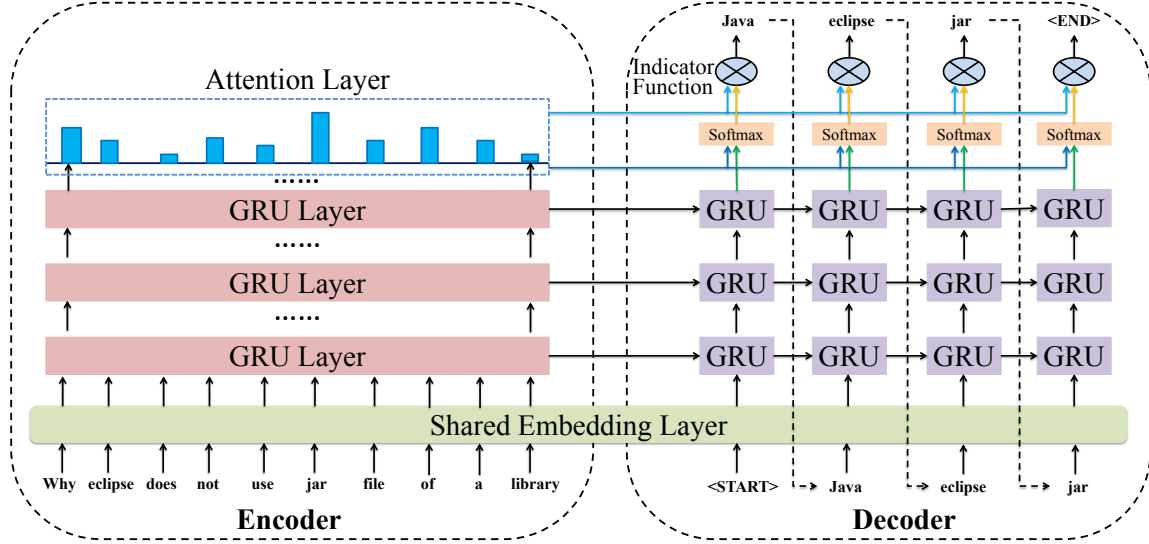 Java eclipse jar <END>
Attention Layer
Indicator
Function
Softmax Softmax Softmax Softmax
......
GRU Layer GRU GRU GRU GRU
......
GRU Layer GRU GRU GRU GRU
......
GRU Layer GRU GRU GRU GRU
Shared Embedding Layer
Why eclipse does not use jar file of a library <START> Java eclipse jar
Encoder Decoder